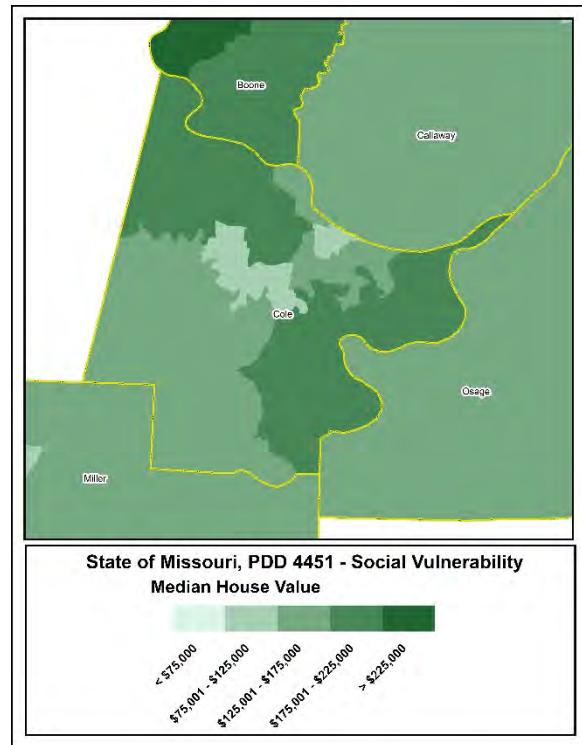 Boone
Callaway
Cole
Osage
Miller
State of Missouri, PDD 4451 - Social Vulnerability
Median House Value
< $75,000
$75,001 - $125,000
$125,001 - $175,000
$175,001 - $225,000
> $225,000